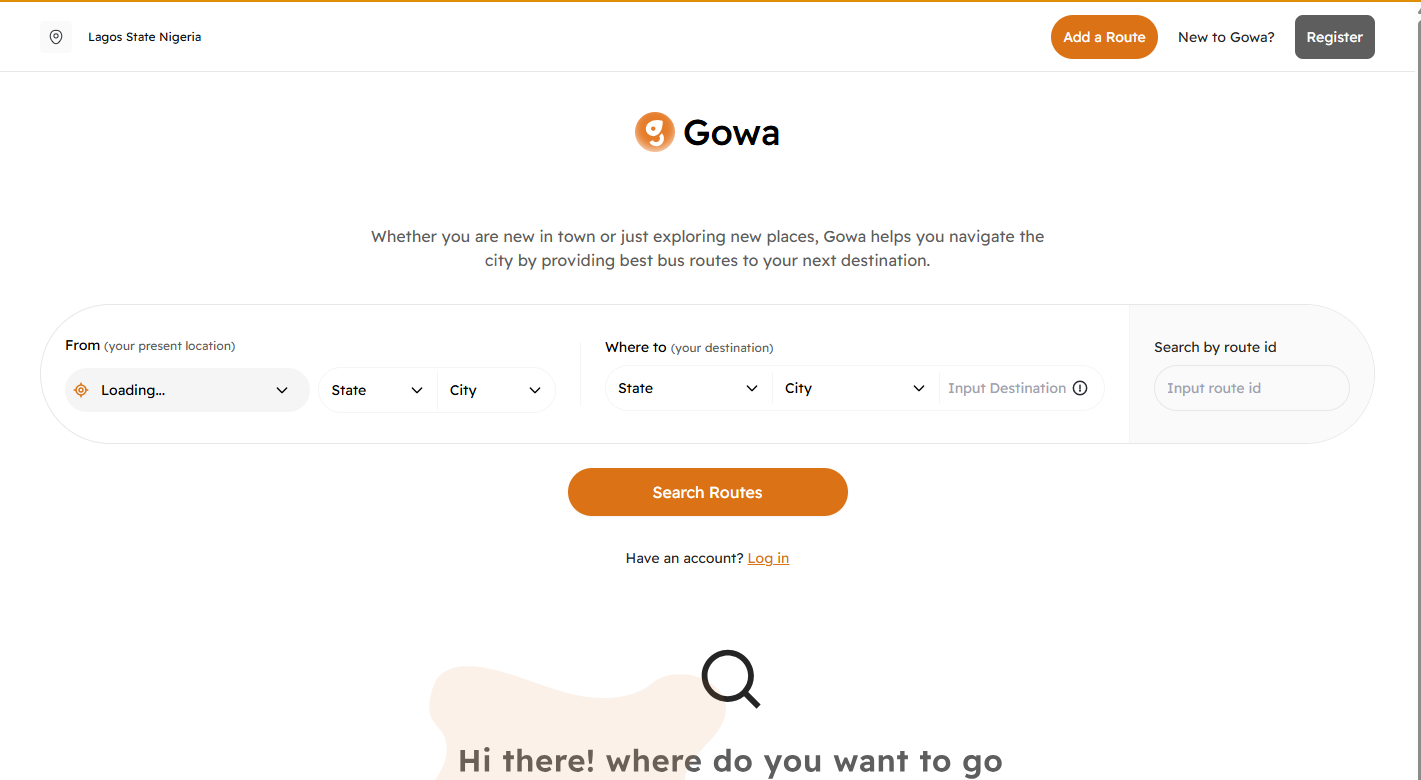 Lagos State Nigeria
Add a Route
New to Gowa?
Register
Gowa
Whether you are new in town or just exploring new places, Gowa helps you navigate the
city by providing best bus routes to your next destination.
From (your present location)
Loading...
State
City
Where to (your destination)
State
City
Input Destination
Search by route id
Input route id
Search Routes
Have an account? Log in
Hi there! where do you want to go